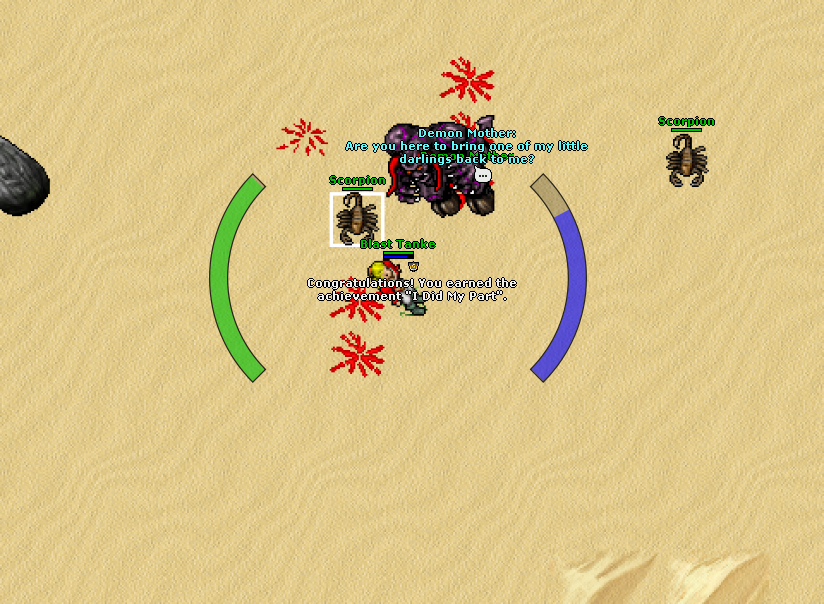 Scorpion
Demon Mother:
Are you here to bring one of my little
darlings back to me?
Scorpion
Blast Tanke
Congratulations! You earned the
achievement "I Did My Part".